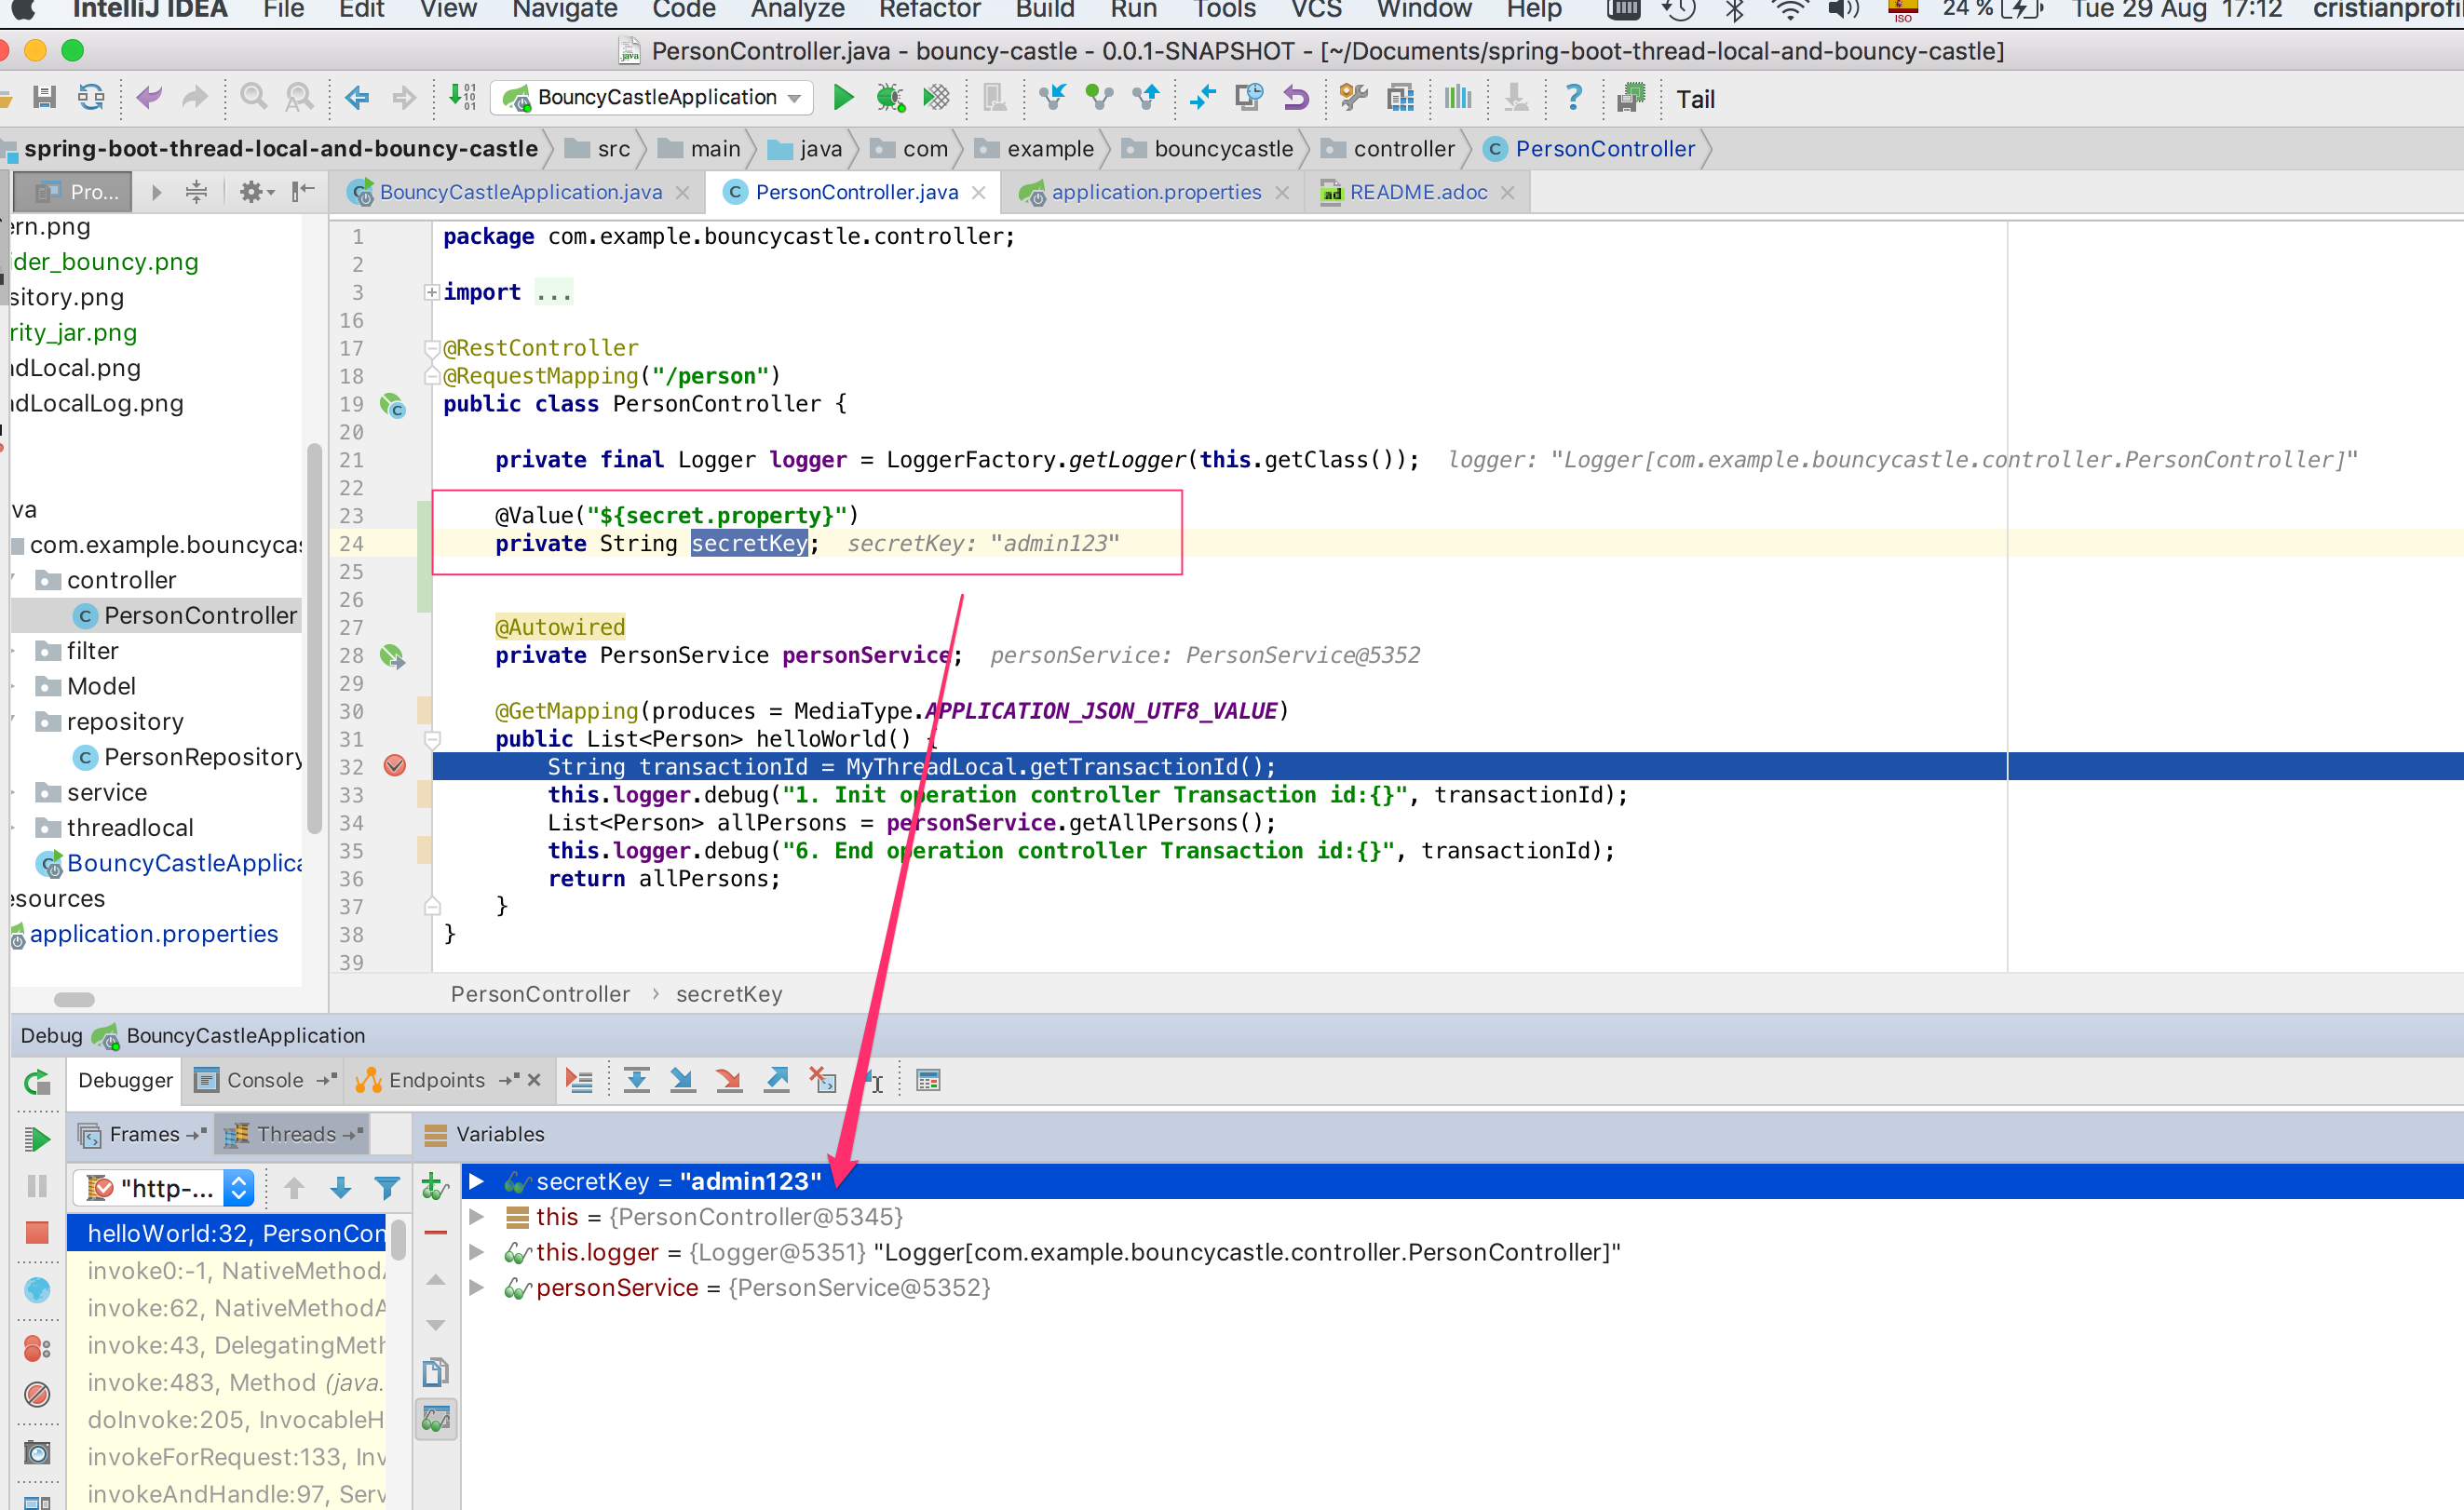 IntelliJ IDEA File Edit View Navigate Code Analyze Refactor Build Run Tools VCS Window Help ISO 24 % Tue 29 Aug 17:12 cristianprofi
PersonController.java - bouncy-castle - 0.0.1-SNAPSHOT - [~/Documents/spring-boot-thread-local-and-bouncy-castle]
BouncyCastleApplication ? Tail
spring-boot-thread-local-and-bouncy-castle src main java com example bouncycastle controller PersonController
Pro... BouncyCastleApplication.java PersonController.java application.properties README.adoc
ern.png
der_bouncy.png
sitory.png
rity_jar.png
dLocal.png
dLocalLog.png
va
com.example.bouncycas
controller
PersonController
filter
Model
repository
PersonRepository
service
threadlocal
BouncyCastleApplica
esources
application.properties
1 package com.example.bouncycastle.controller;
2
3 import ...
16
17 @RestController
18 @RequestMapping("/person")
19 public class PersonController {
20
21 private final Logger logger = LoggerFactory.getLogger(this.getClass()); logger: "Logger[com.example.bouncycastle.controller.PersonController]"
22
23 @Value("${secret.property}")
24 private String secretKey; secretKey: "admin123"
25
26
27 @Autowired
28 private PersonService personService; personService: PersonService@5352
29
30 @GetMapping(produces = MediaType.APPLICATION_JSON_UTF8_VALUE)
31 public List<Person> helloWorld() {
32 String transactionId = MyThreadLocal.getTransactionId();
33 this.logger.debug("1. Init operation controller Transaction id:{}", transactionId);
34 List<Person> allPersons = personService.getAllPersons();
35 this.logger.debug("6. End operation controller Transaction id:{}", transactionId);
36 return allPersons;
37 }
38 }
39
PersonController › secretKey
Debug BouncyCastleApplication
Debugger Console Endpoints
Frames Threads Variables
"http-...
helloWorld:32, PersonCon
invoke0:-1, NativeMethodA
invoke:62, NativeMethodA
invoke:43, DelegatingMeth
invoke:483, Method (java.
doInvoke:205, InvocableH
invokeForRequest:133, Inv
invokeAndHandle:97, Serv
secretKey = "admin123"
this = {PersonController@5345}
this.logger = {Logger@5351} "Logger[com.example.bouncycastle.controller.PersonController]"
personService = {PersonService@5352}